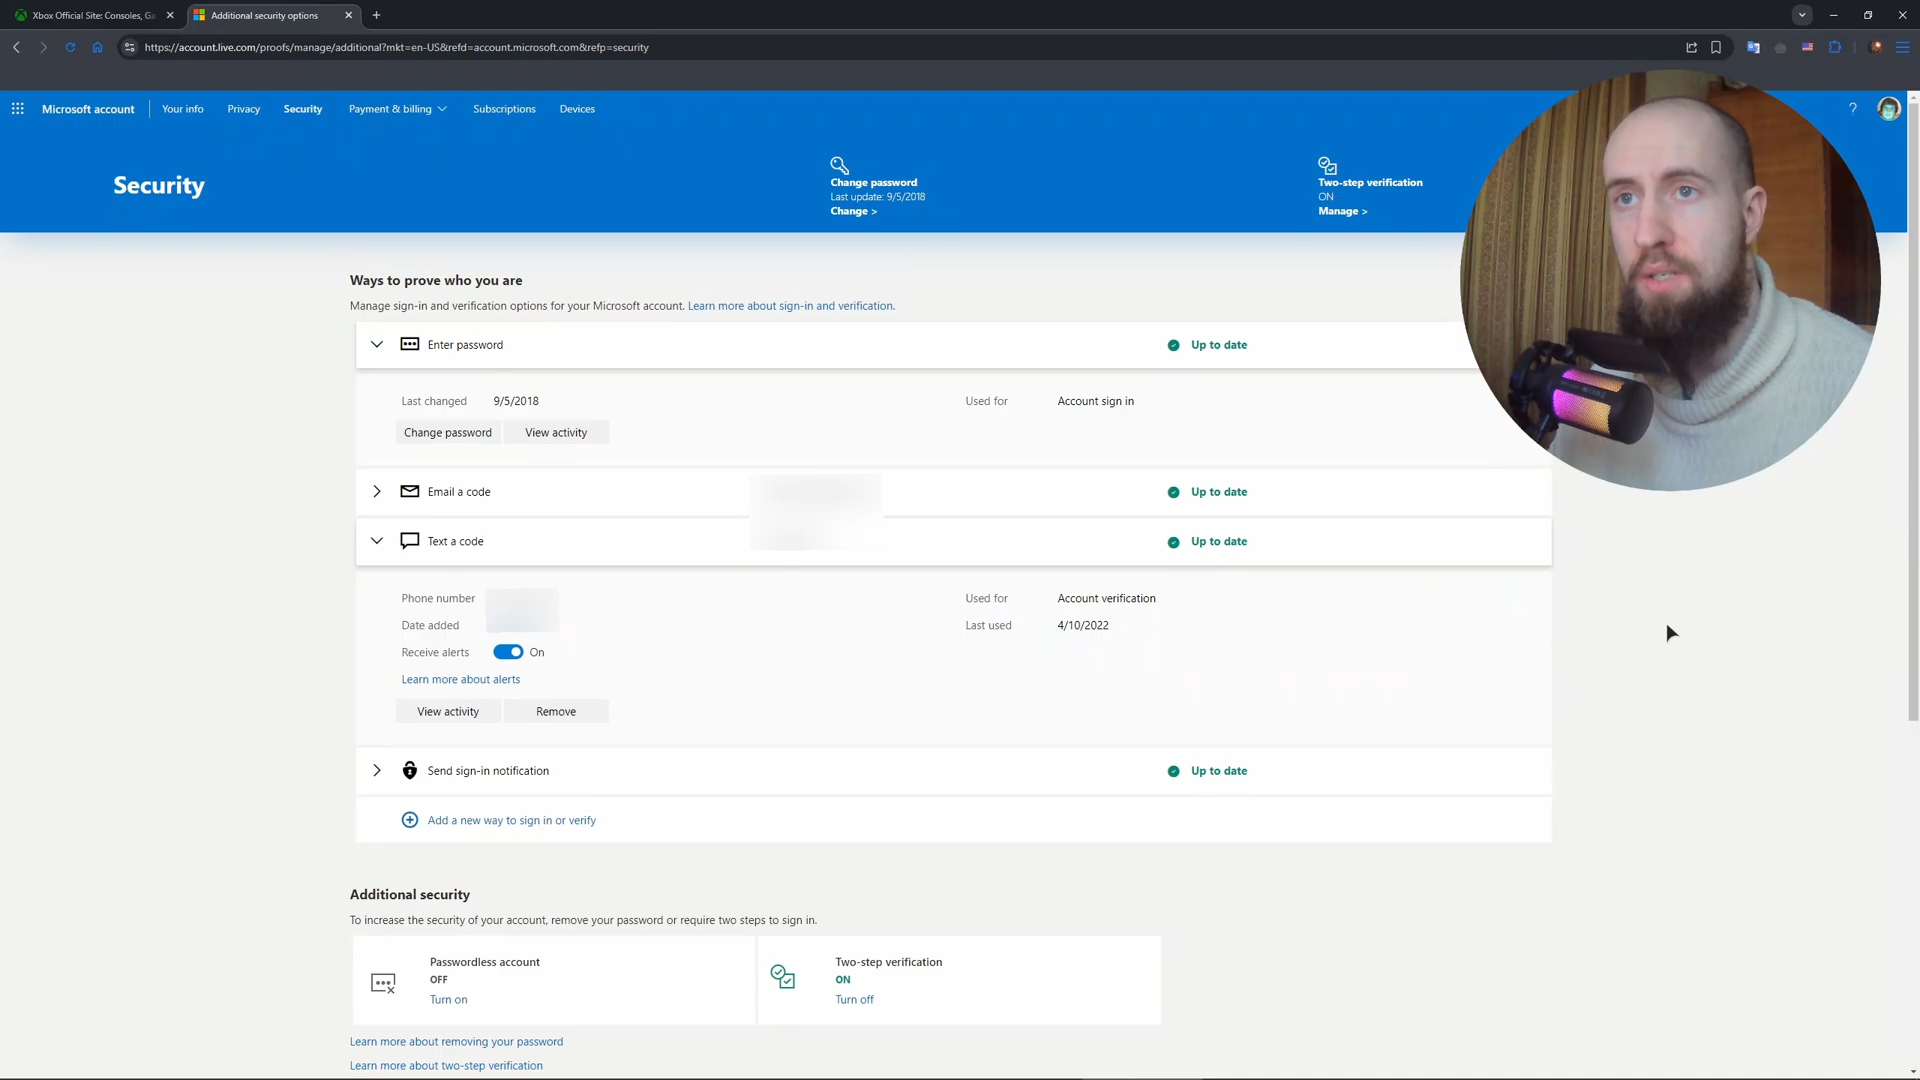 Xbox Official Site: Consoles, Ga
Additional security options
https://account.live.com/proofs/manage/additional?mkt=en-US&refd=account.microsoft.com&refp=security
Microsoft account
Your info
Privacy
Security
Payment & billing
Subscriptions
Devices
?
Security
Change password
Last update: 9/5/2018
Change >
Two-step verification
ON
Manage >
Ways to prove who you are
Manage sign-in and verification options for your Microsoft account. Learn more about sign-in and verification.
Enter password
Up to date
Last changed 9/5/2018
Used for Account sign in
Change password
View activity
Email a code
Up to date
Text a code
Up to date
Phone number
Used for Account verification
Date added
Last used 4/10/2022
Receive alerts On
Learn more about alerts
View activity
Remove
Send sign-in notification
Up to date
Add a new way to sign in or verify
Additional security
To increase the security of your account, remove your password or require two steps to sign in.
Passwordless account
OFF
Turn on
Two-step verification
ON
Turn off
Learn more about removing your password
Learn more about two-step verification